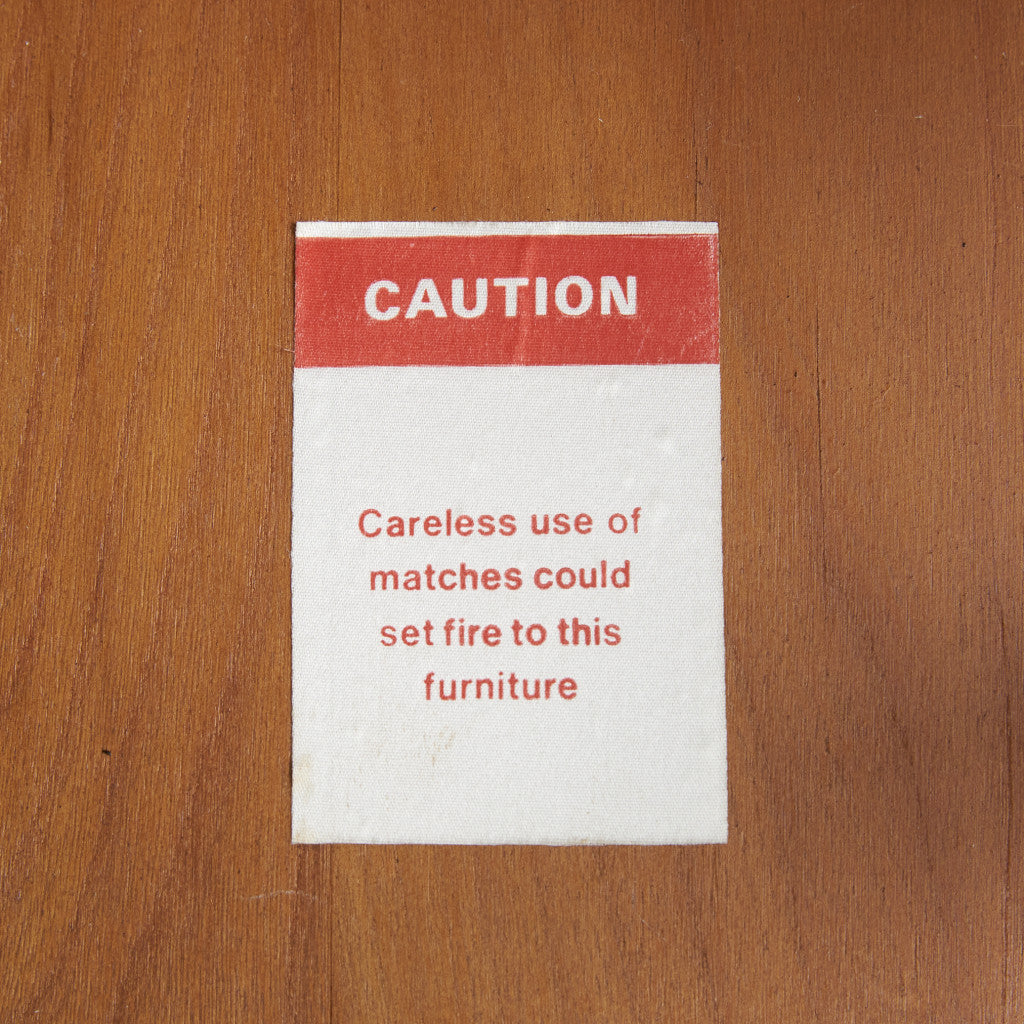 CAUTION
Careless use of
matches could
set fire to this
furniture